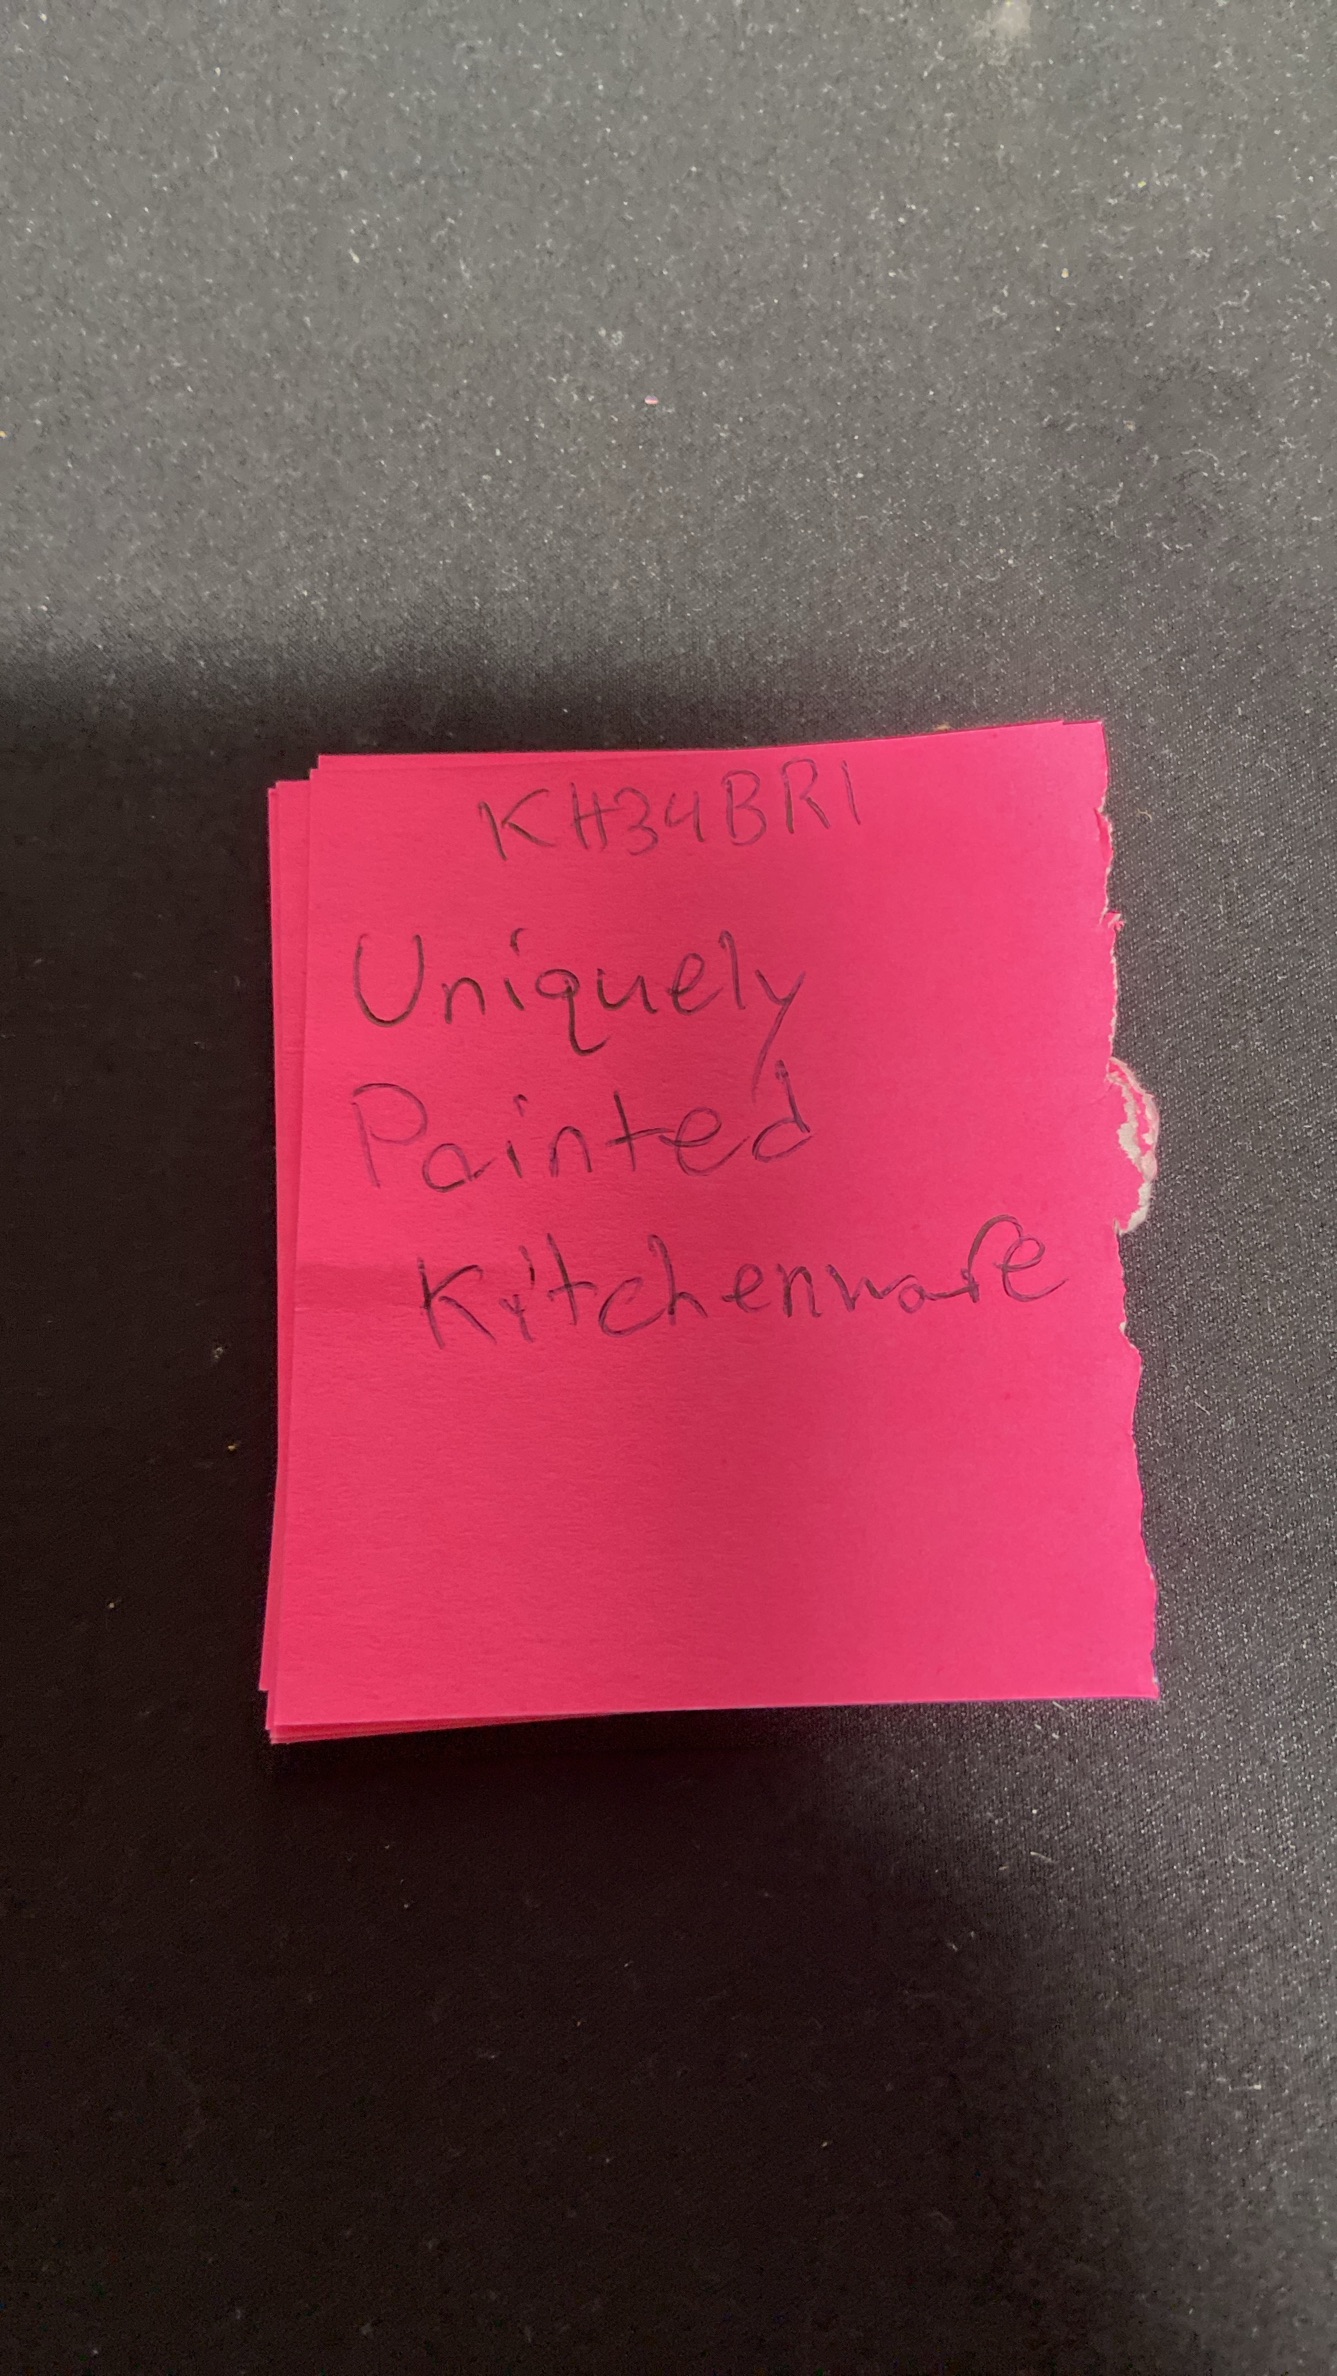 KH34BR1
Uniquely
Painted
Kitchenware